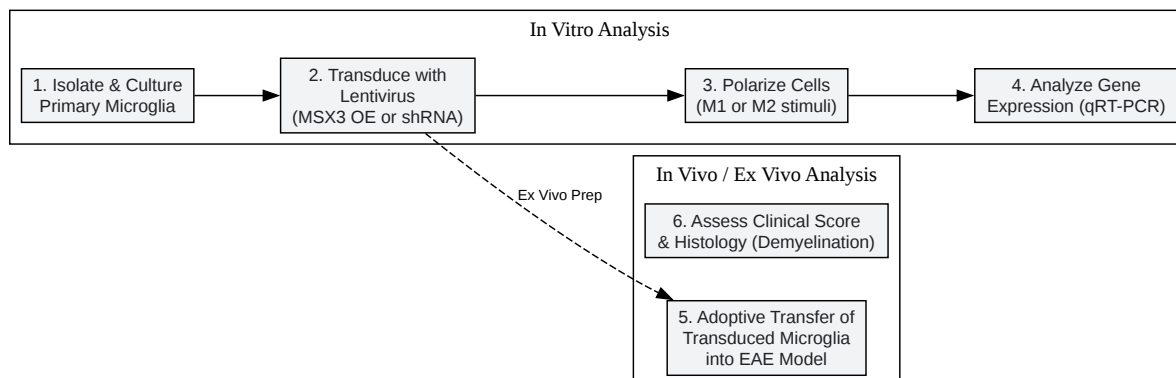 In Vitro Analysis
1. Isolate & Culture
Primary Microglia
2. Transduce with
Lentivirus
(MSX3 OE or shRNA)
3. Polarize Cells
(M1 or M2 stimuli)
4. Analyze Gene
Expression (qRT-PCR)
Ex Vivo Prep
In Vivo / Ex Vivo Analysis
6. Assess Clinical Score
& Histology (Demyelination)
5. Adoptive Transfer of
Transduced Microglia
into EAE Model